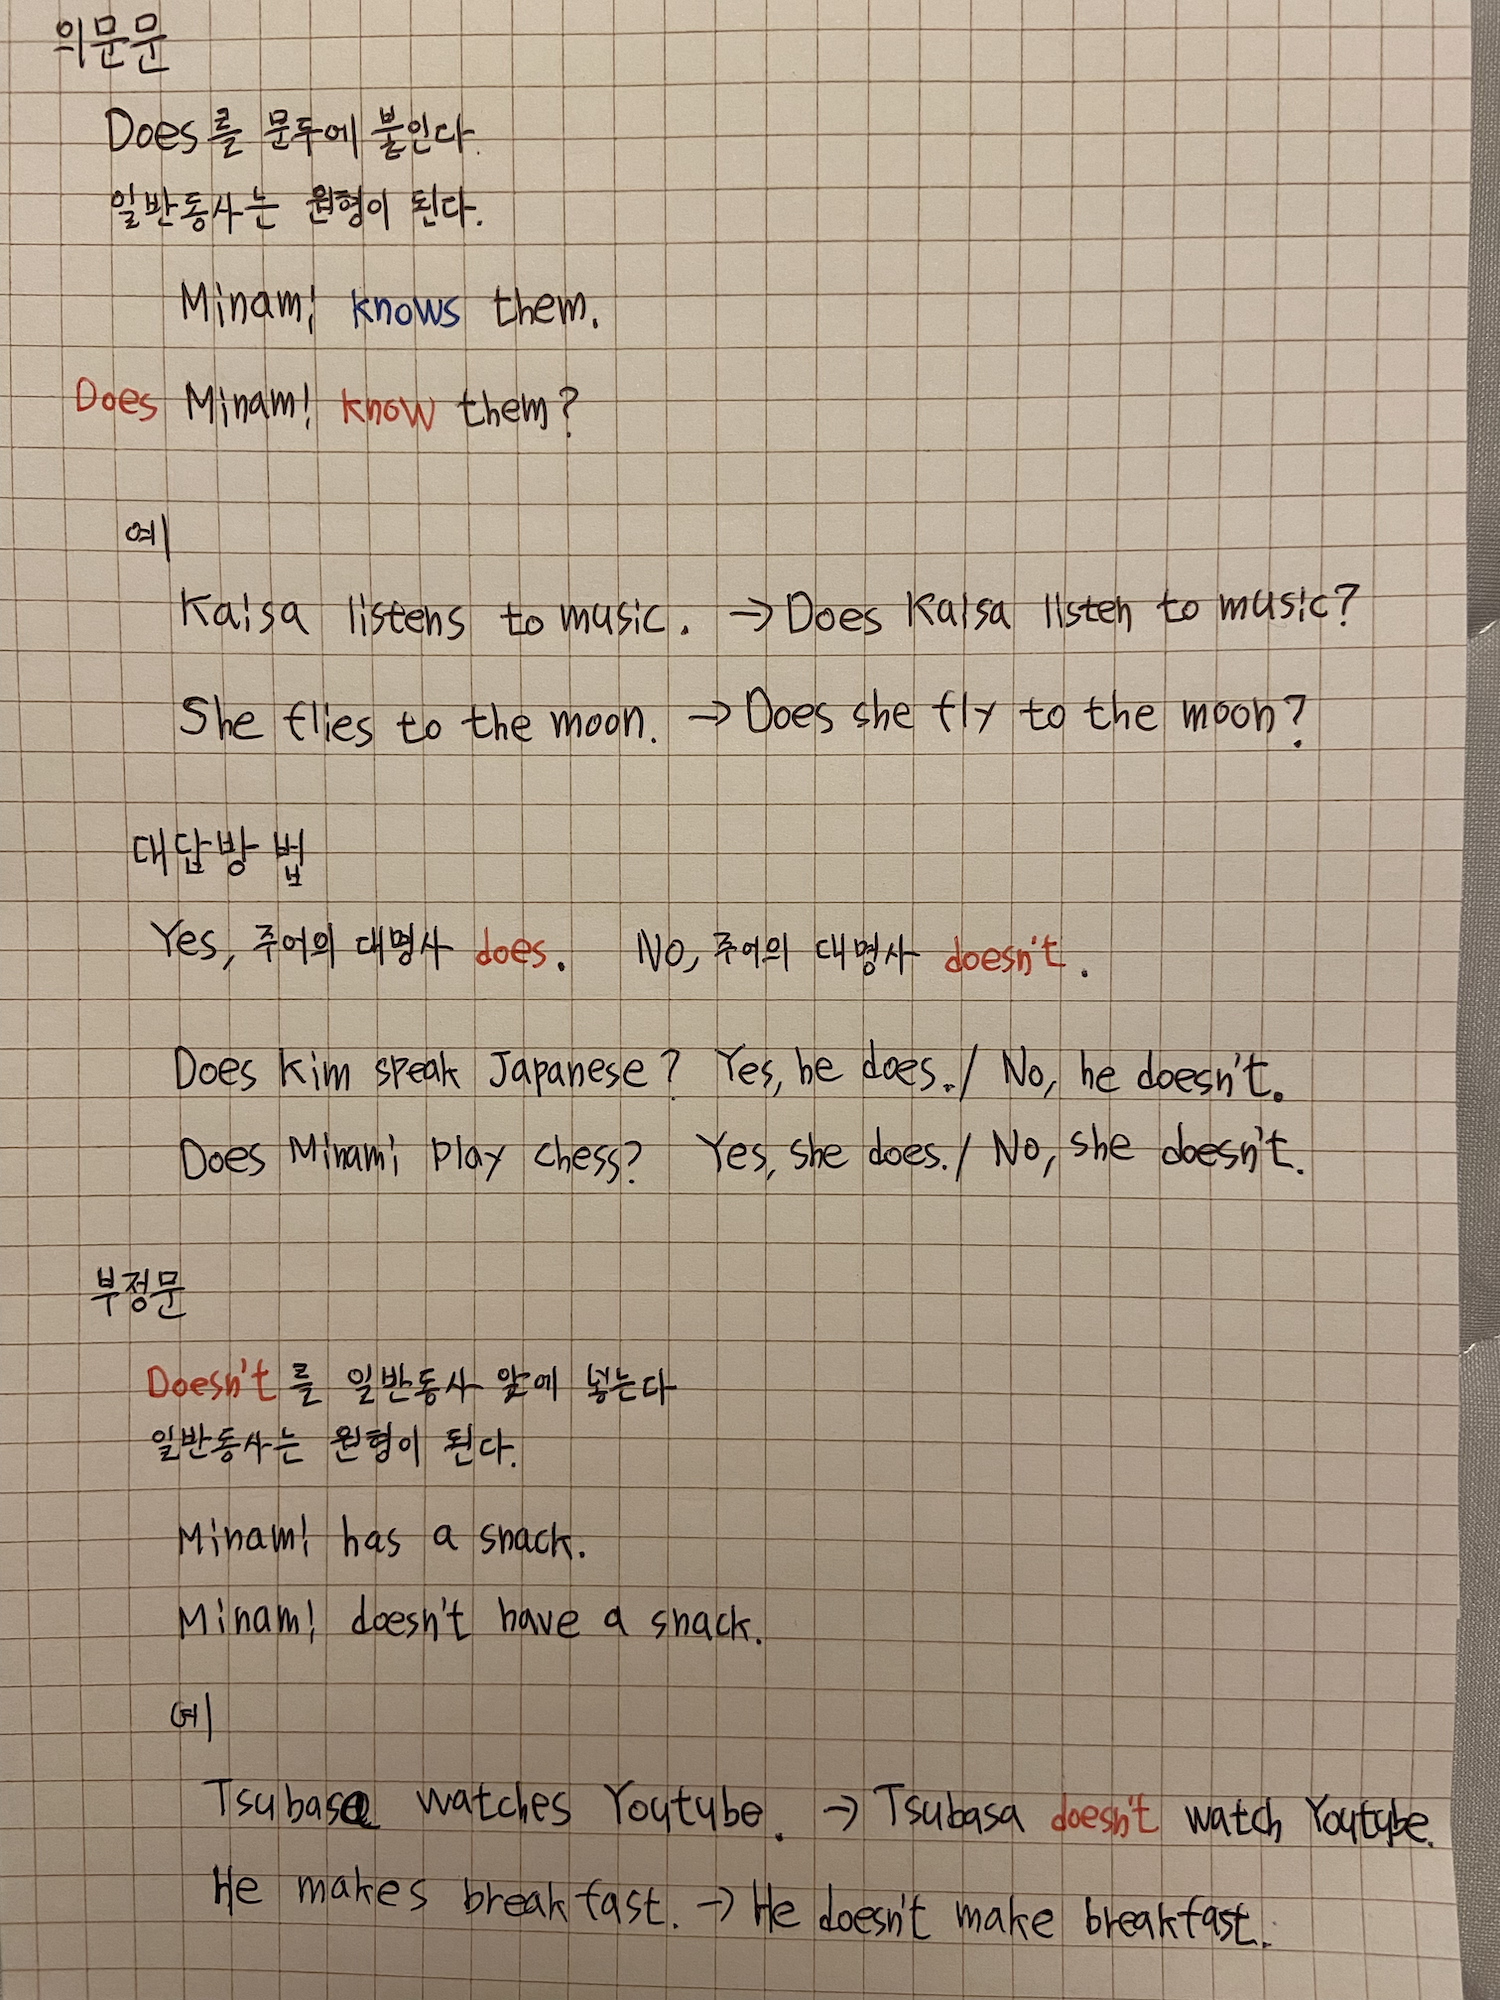 의문문
Does를 문두에 붙인다.
일반동사는 원형이 된다.
Minami knows them.
Does Minami know them?
예
Kaisa listens to music. → Does Kaisa listen to music?
She flies to the moon. → Does she fly to the moon?
대답방법
Yes, 주어의 대명사 does. No, 주어의 대명사 doesn't.
Does Kim speak Japanese? Yes, he does. / No, he doesn't.
Does Minami play chess? Yes, she does. / No, she doesn't.
부정문
Doesn't를 일반동사 앞에 넣는다
일반동사는 원형이 된다.
Minami has a snack.
Minami doesn't have a snack.
예
Tsubasa watches Youtube. → Tsubasa doesn't watch Youtube.
He makes breakfast. → He doesn't make breakfast.